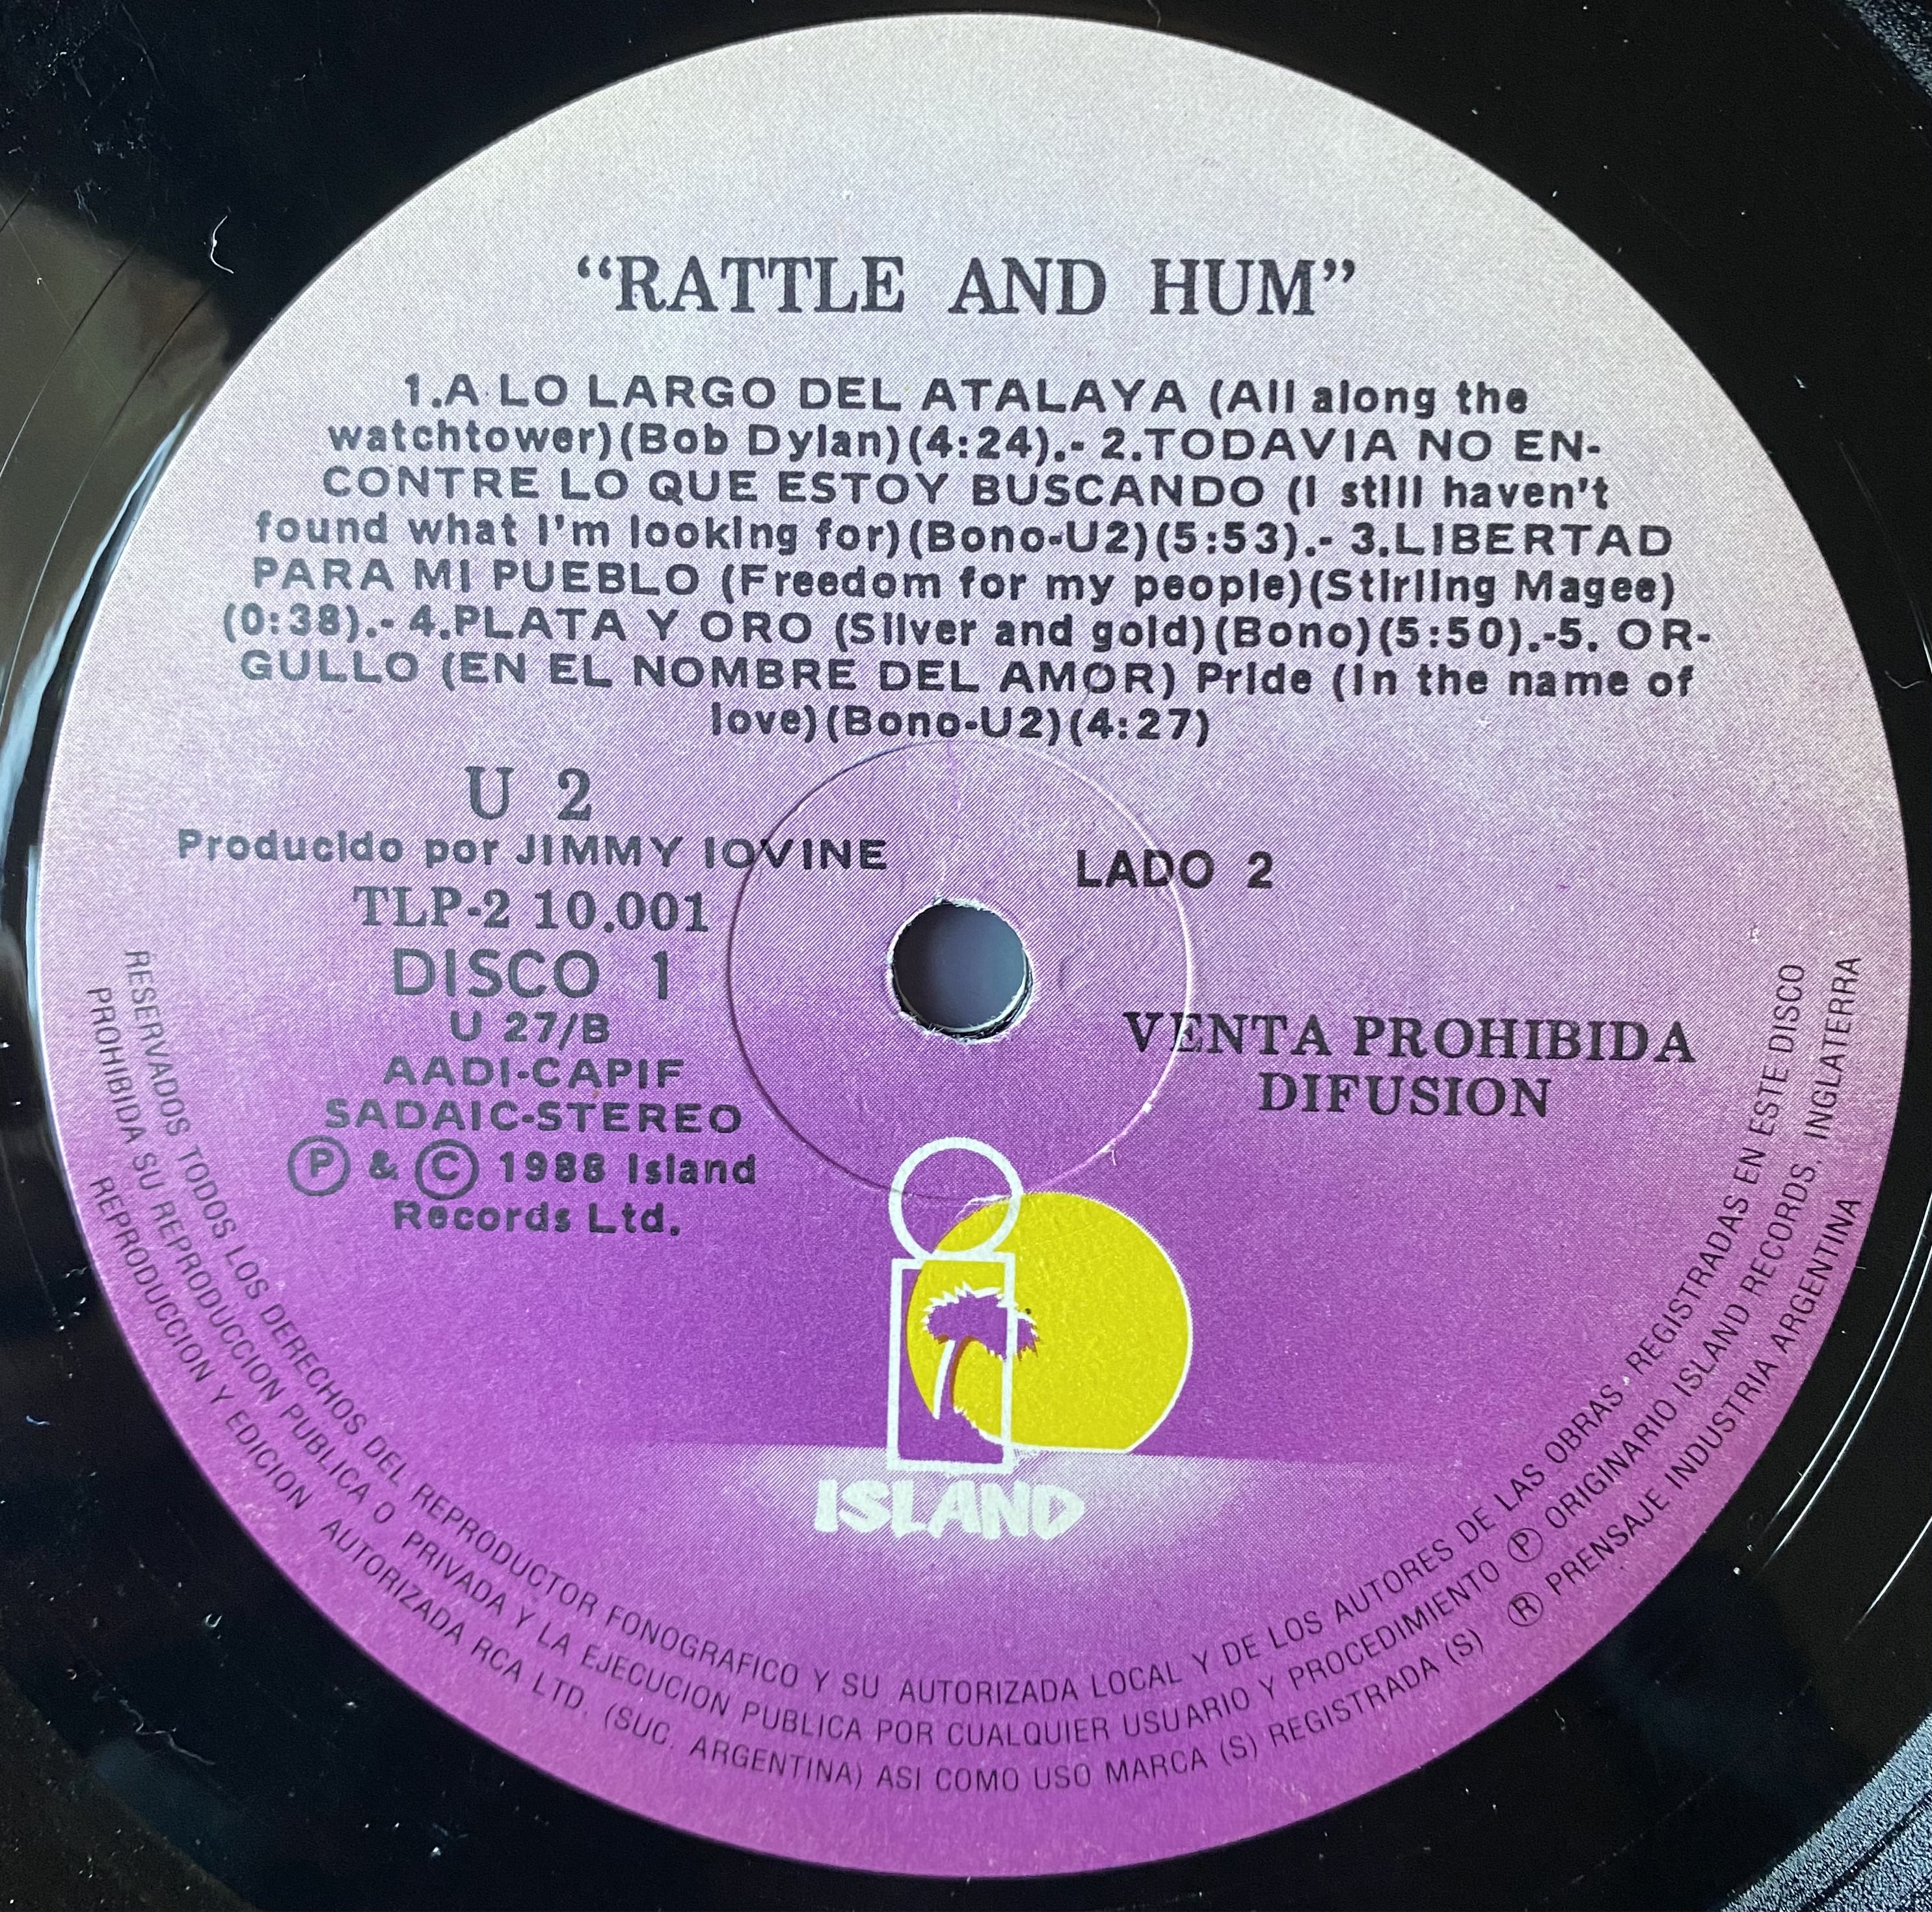 “RATTLE AND HUM”
1.A LO LARGO DEL ATALAYA (All along the
watchtower)(Bob Dylan)(4:24).- 2.TODAVIA NO EN-
CONTRE LO QUE ESTOY BUSCANDO (I still haven't
found what I'm looking for)(Bono-U2)(5:53).- 3.LIBERTAD
PARA MI PUEBLO (Freedom for my people)(Stirling Magee)
(0:38).- 4.PLATA Y ORO (Silver and gold)(Bono)(5:50).-5. OR-
GULLO (EN EL NOMBRE DEL AMOR) Pride (In the name of
love)(Bono-U2)(4:27)
U 2
Producido por JIMMY IOVINE
TLP-2 10.001
DISCO 1
U 27/B
AADI-CAPIF
SADAIC-STEREO
Ⓟ & © 1988 Island
Records Ltd.
LADO 2
VENTA PROHIBIDA
DIFUSION
ISLAND
RESERVADOS TODOS LOS DERECHOS DEL REPRODUCTOR FONOGRAFICO Y SU AUTORIZADA LOCAL Y DE LOS AUTORES DE LAS OBRAS · REGISTRADAS EN ESTE DISCO
PROHIBIDA SU REPRODUCCION PUBLICA O PRIVADA Y LA EJECUCION PUBLICA POR CUALQUIER USUARIO Y PROCEDIMIENTO Ⓟ ORIGINARIO ISLAND RECORDS, INGLATERRA
REPRODUCCION Y EDICION AUTORIZADA RCA LTD. (SUC. ARGENTINA) ASI COMO USO MARCA (S) REGISTRADA (S) Ⓡ PRENSAJE INDUSTRIA ARGENTINA